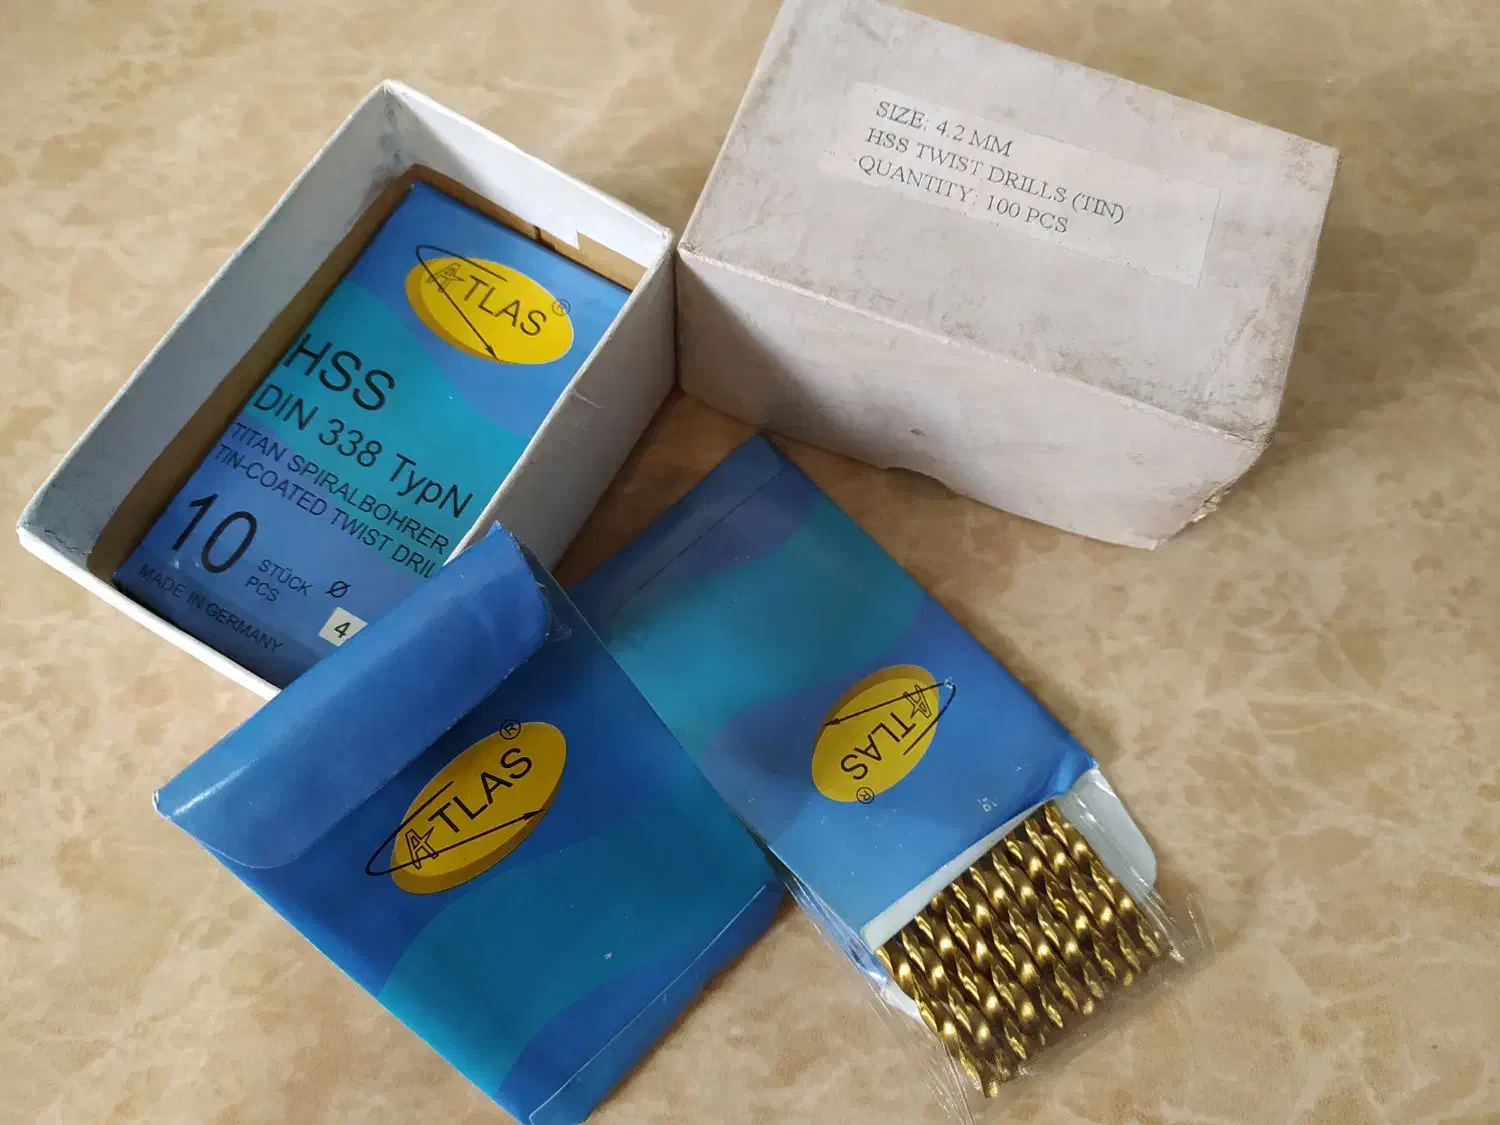 SIZE: 4.2 MM
HSS TWIST DRILLS (TIN)
QUANTITY: 100 PCS
ATLAS®
HSS
DIN 338 TypN
TITAN SPIRALBOHRER
TIN-COATED TWIST DRIL
10 STÜCK Ø
PCS
4
MADE IN GERMANY
ATLAS®
ATLAS®